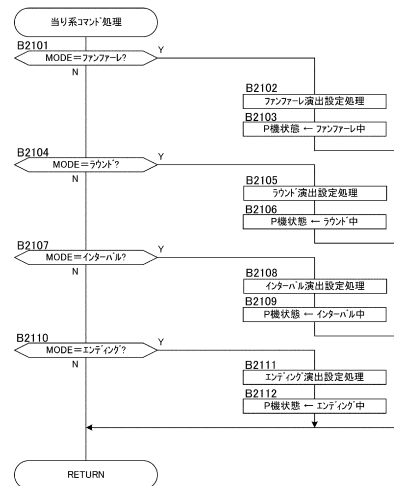 当り系コマンド処理
B2101
MODE＝ファンファーレ?
Y
N
B2102
ファンファーレ演出設定処理
B2103
P機状態 ← ファンファーレ中
B2104
MODE＝ラウンド?
Y
N
B2105
ラウンド演出設定処理
B2106
P機状態 ← ラウンド中
B2107
MODE＝インターバル?
Y
N
B2108
インターバル演出設定処理
B2109
P機状態 ← インターバル中
B2110
MODE＝エンディング?
Y
N
B2111
エンディング演出設定処理
B2112
P機状態 ← エンディング中
RETURN